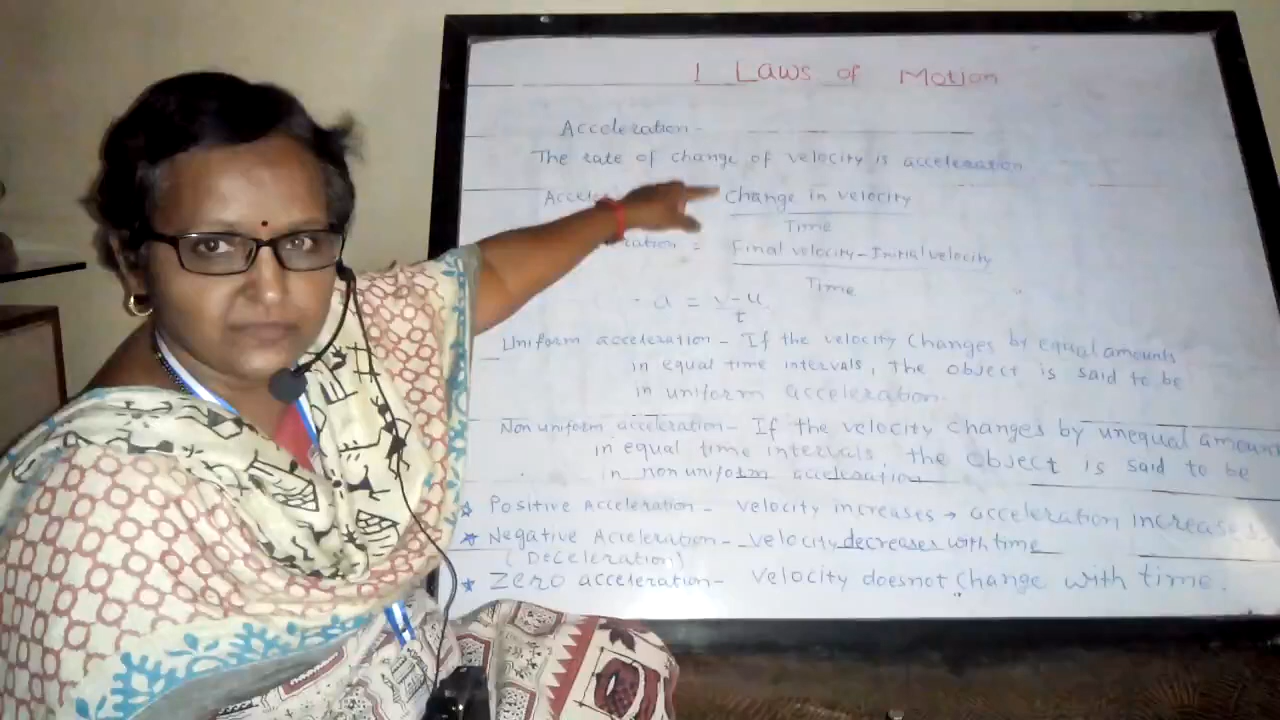 1 Laws of Motion
Acceleration -
The rate of change of velocity is acceleration
Change in velocity
Time
= Final velocity - Initial velocity
Time
a = v-u
t
Uniform acceleration - If the velocity changes by equal amounts
in equal time intervals, the object is said to be
in uniform acceleration.
Non uniform acceleration - If the velocity changes by unequal amount
in equal time intervals, the object is said to be
in non uniform acceleration
☆ Positive Acceleration - Velocity increases → acceleration increases.
★ Negative Acceleration - Velocity decreases with time
(Deceleration)
★ Zero acceleration - Velocity doesnot change with time.